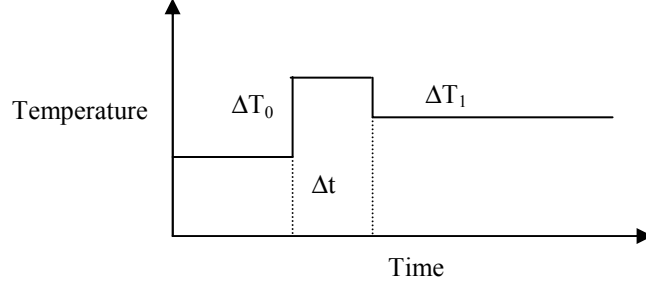 Temperature
ΔT₀
ΔT₁
Δt
Time